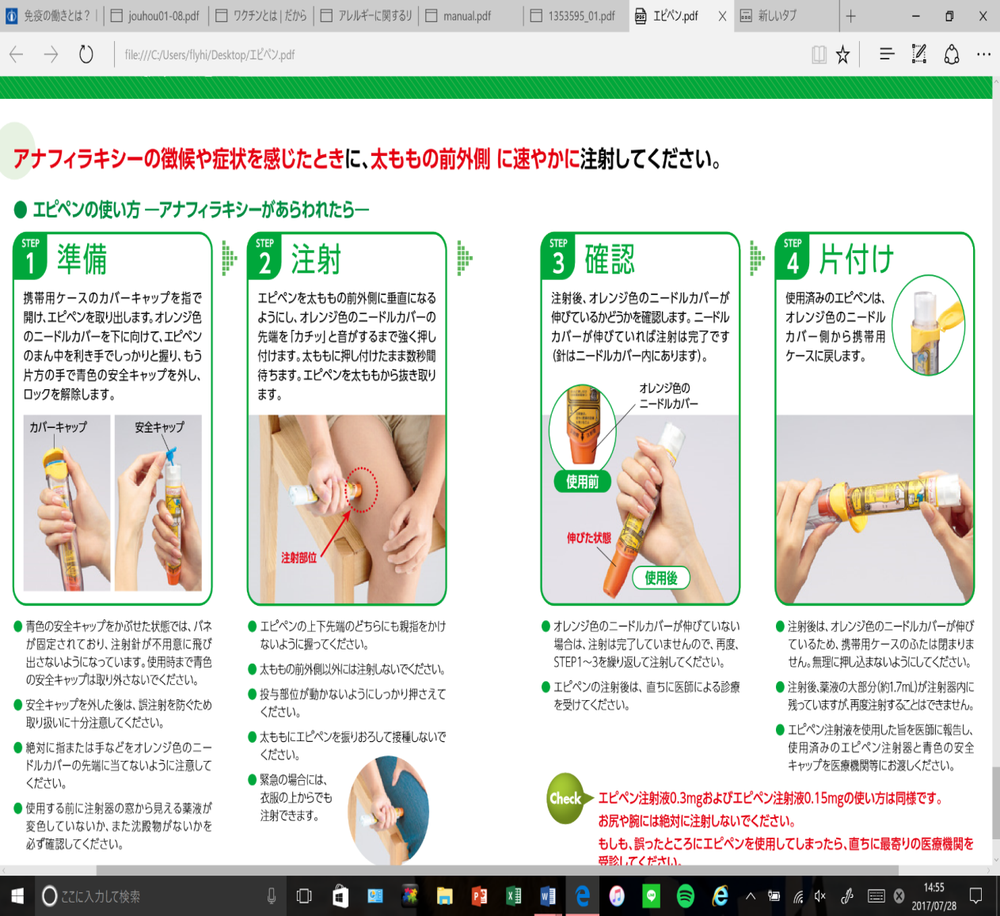 免疫の働きとは？
jouhou01-08.pdf
ワクチンとは | だから
アレルギーに関するリ
manual.pdf
1353595_01.pdf
エピペン.pdf
新しいタブ
file:///C:/Users/flyhi/Desktop/エピペン.pdf
アナフィラキシーの徴候や症状を感じたときに、太ももの前外側 に速やかに注射してください。
● エピペンの使い方 ―アナフィラキシーがあらわれたら―
STEP
1 準備
携帯用ケースのカバーキャップを指で
開け、エピペンを取り出します。オレンジ色
のニードルカバーを下に向けて、エピペン
のまん中を利き手でしっかりと握り、もう
片方の手で青色の安全キャップを外し、
ロックを解除します。
カバーキャップ
安全キャップ
● 青色の安全キャップをかぶせた状態では、バネ
が固定されており、注射針が不用意に飛び
出さないようになっています。使用時まで青色
の安全キャップは取り外さないでください。
● 安全キャップを外した後は、誤注射を防ぐため
取り扱いに十分注意してください。
● 絶対に指または手などをオレンジ色のニー
ドルカバーの先端に当てないように注意して
ください。
● 使用する前に注射器の窓から見える薬液が
変色していないか、また沈殿物がないかを
必ず確認してください。
STEP
2 注射
エピペンを太ももの前外側に垂直になる
ようにし、オレンジ色のニードルカバーの
先端を「カチッ」と音がするまで強く押し
付けます。太ももに押し付けたまま数秒間
待ちます。エピペンを太ももから抜き取り
ます。
注射部位
● エピペンの上下先端のどちらにも親指をかけ
ないように握ってください。
● 太ももの前外側以外には注射しないでください。
● 投与部位が動かないようにしっかり押さえて
ください。
● 太ももにエピペンを振りおろして接種しないで
ください。
● 緊急の場合には、
衣服の上からでも
注射できます。
STEP
3 確認
注射後、オレンジ色のニードルカバーが
伸びているかどうかを確認します。ニードル
カバーが伸びていれば注射は完了です
（針はニードルカバー内にあります）。
オレンジ色の
ニードルカバー
使用前
伸びた状態
使用後
● オレンジ色のニードルカバーが伸びていない
場合は、注射は完了していませんので、再度、
STEP1～3を繰り返して注射してください。
● エピペンの注射後は、直ちに医師による診療
を受けてください。
STEP
4 片付け
使用済みのエピペンは、
オレンジ色のニードル
カバー側から携帯用
ケースに戻します。
● 注射後は、オレンジ色のニードルカバーが伸び
ているため、携帯用ケースのふたは閉まりま
せん。無理に押し込まないようにしてください。
● 注射後、薬液の大部分(約1.7mL)が注射器内に
残っていますが、再度注射することはできません。
● エピペン注射液を使用した旨を医師に報告し、
使用済みのエピペン注射器と青色の安全
キャップを医療機関等にお渡しください。
Check
エピペン注射液0.3mgおよびエピペン注射液0.15mgの使い方は同様です。
お尻や腕には絶対に注射しないでください。
もしも、誤ったところにエピペンを使用してしまったら、直ちに最寄りの医療機関を
受診してください。
ここに入力して検索
14:55
2017/07/28